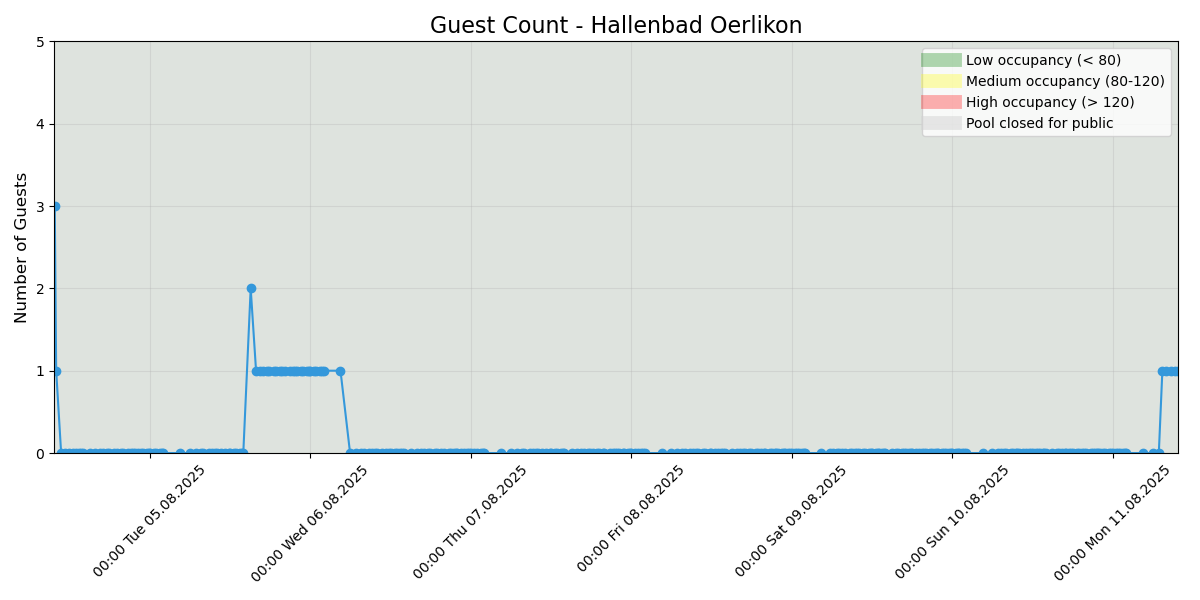 Guest Count - Hallenbad Oerlikon
Number of Guests
5
4
3
2
1
0
Low occupancy (< 80)
Medium occupancy (80-120)
High occupancy (> 120)
Pool closed for public
00:00 Tue 05.08.2025
00:00 Wed 06.08.2025
00:00 Thu 07.08.2025
00:00 Fri 08.08.2025
00:00 Sat 09.08.2025
00:00 Sun 10.08.2025
00:00 Mon 11.08.2025